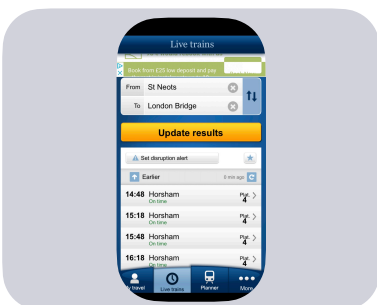 Live trains
Book from £25 low deposit and pay
From St Neots
To London Bridge
Update results
Set disruption alert
Earlier 0 min ago
14:48 Horsham Plat. 4
On time
15:18 Horsham Plat. 4
On time
15:48 Horsham Plat. 4
On time
16:18 Horsham Plat. 4
On time
My travel Live trains Planner More